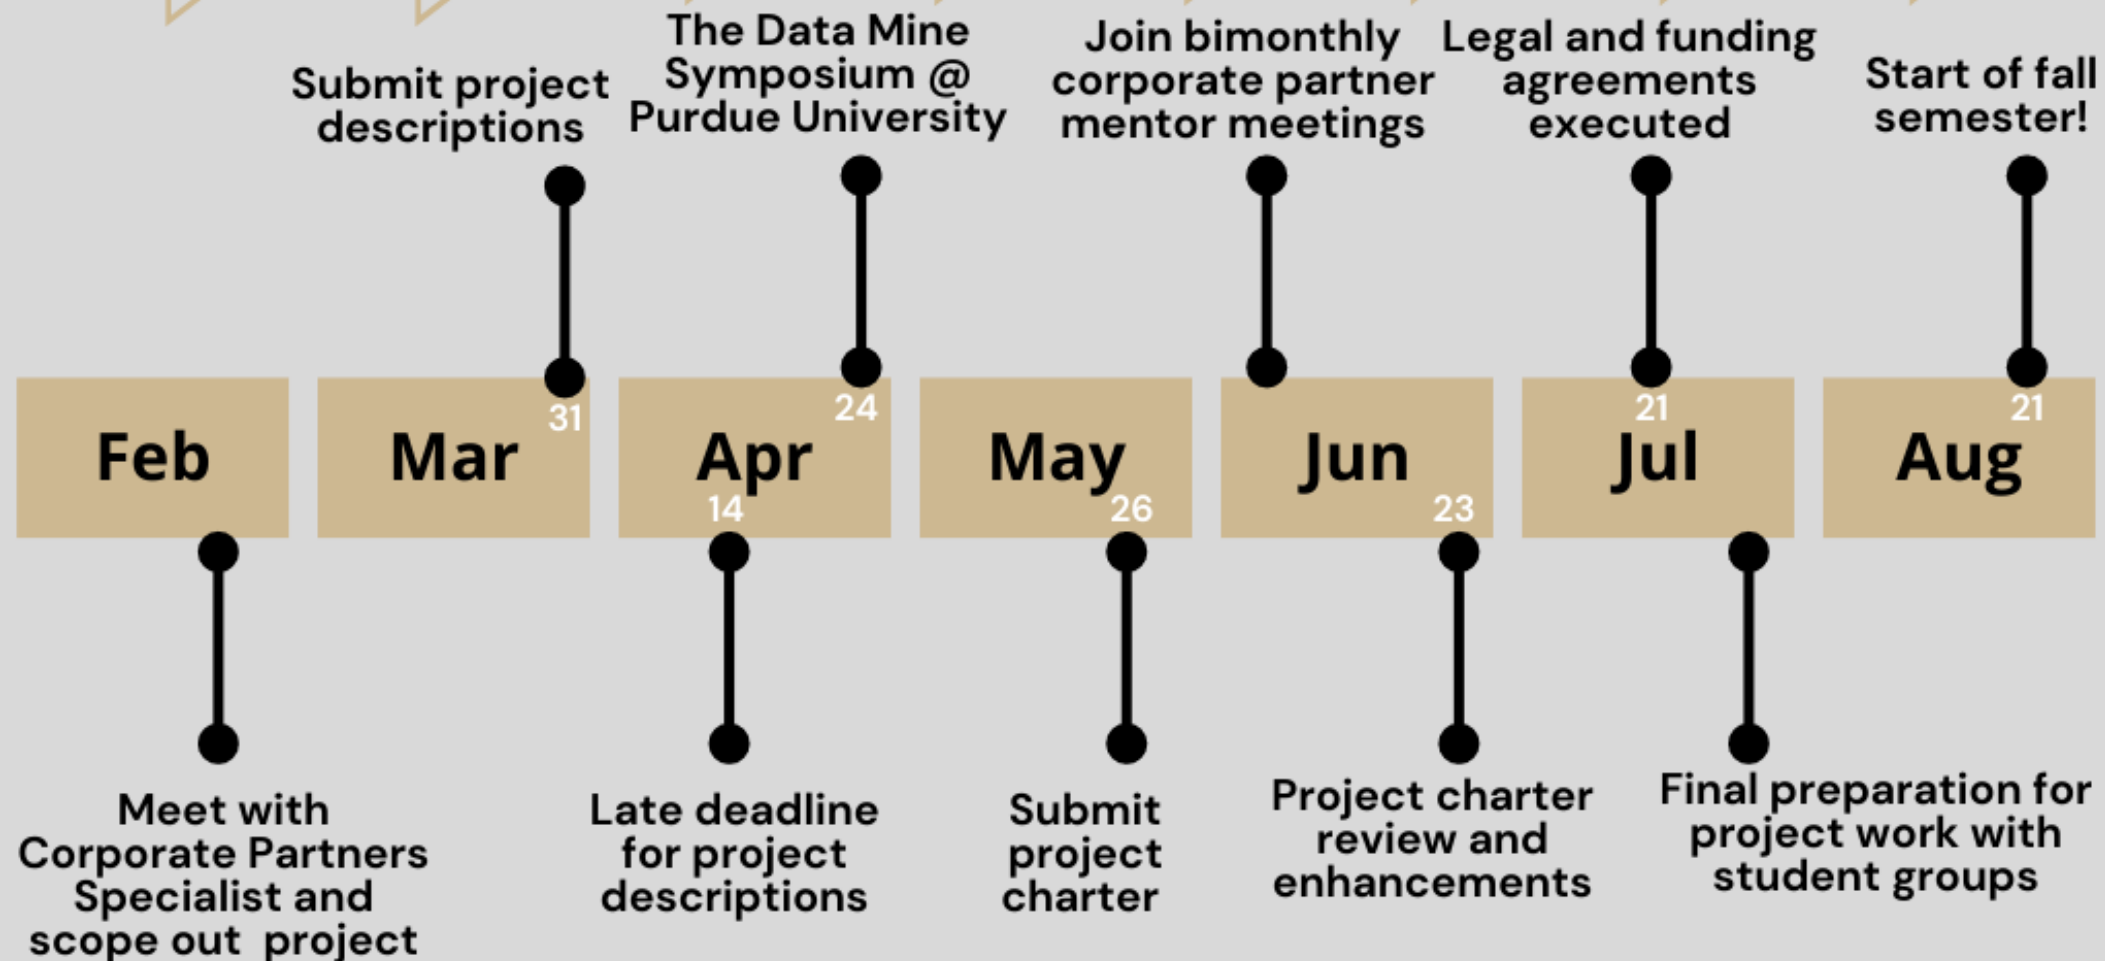 Submit project
descriptions
The Data Mine
Symposium @
Purdue University
Join bimonthly
corporate partner
mentor meetings
Legal and funding
agreements
executed
Start of fall
semester!
31
24
21
21
Feb
Mar
Apr
May
Jun
Jul
Aug
14
26
23
Meet with
Corporate Partners
Specialist and
scope out project
Late deadline
for project
descriptions
Submit
project
charter
Project charter
review and
enhancements
Final preparation for
project work with
student groups